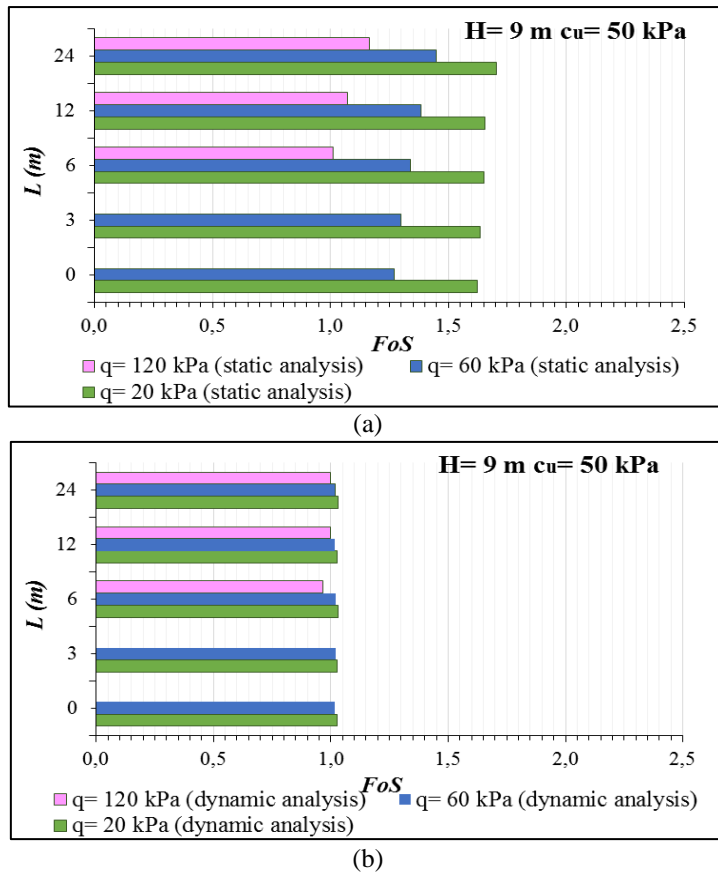 H= 9 m cu= 50 kPa
24
12
6
3
0
L (m)
0,0 0,5 1,0 1,5 2,0 2,5
FoS
q= 120 kPa (static analysis) q= 60 kPa (static analysis)
q= 20 kPa (static analysis)
(a)
H= 9 m cu= 50 kPa
24
12
6
3
0
L (m)
0,0 0,5 1,0 1,5 2,0 2,5
FoS
q= 120 kPa (dynamic analysis) q= 60 kPa (dynamic analysis)
q= 20 kPa (dynamic analysis)
(b)